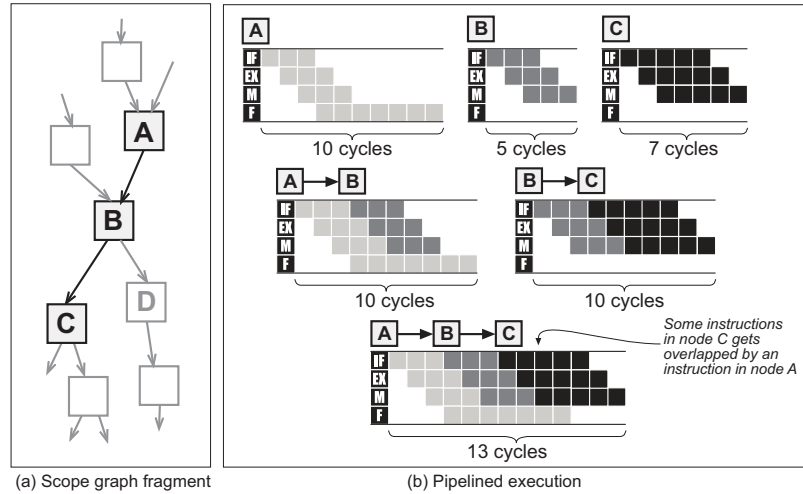 A
B
C
D
(a) Scope graph fragment
A
B
C
IF
EX
M
F
IF
EX
M
F
IF
EX
M
F
10 cycles
5 cycles
7 cycles
A B
B C
IF
EX
M
F
IF
EX
M
F
10 cycles
10 cycles
A B C
Some instructions
in node C gets
overlapped by an
instruction in node A
IF
EX
M
F
13 cycles
(b) Pipelined execution